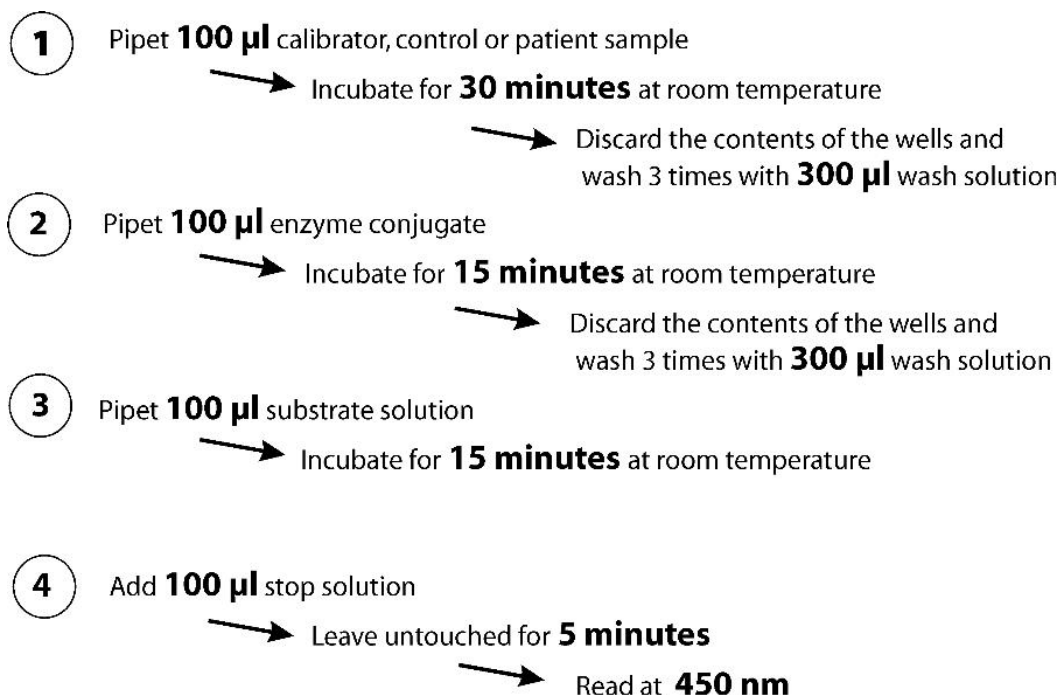 1 Pipet 100 µl calibrator, control or patient sample
Incubate for 30 minutes at room temperature
Discard the contents of the wells and
wash 3 times with 300 µl wash solution
2 Pipet 100 µl enzyme conjugate
Incubate for 15 minutes at room temperature
Discard the contents of the wells and
wash 3 times with 300 µl wash solution
3 Pipet 100 µl substrate solution
Incubate for 15 minutes at room temperature
4 Add 100 µl stop solution
Leave untouched for 5 minutes
Read at 450 nm